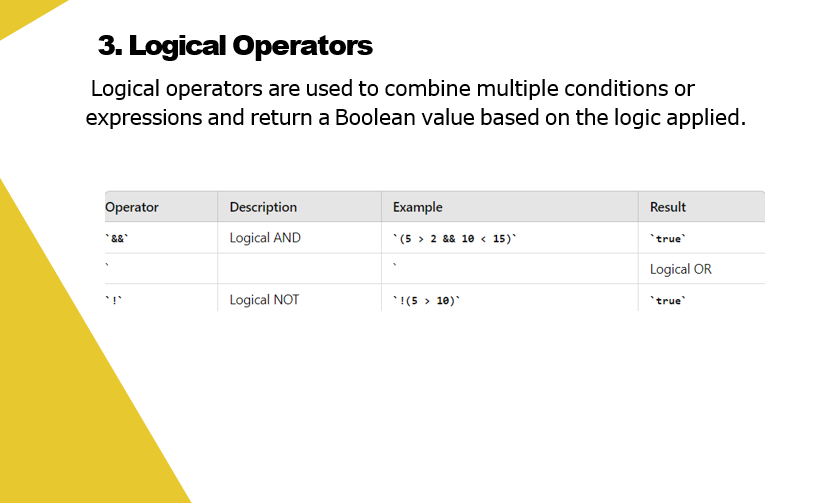 3. Logical Operators
Logical operators are used to combine multiple conditions or
expressions and return a Boolean value based on the logic applied.
Operator Description Example Result
`&&` Logical AND `(5 > 2 && 10 < 15)` `true`
` ` Logical OR
`!` Logical NOT `!(5 > 10)` `true`